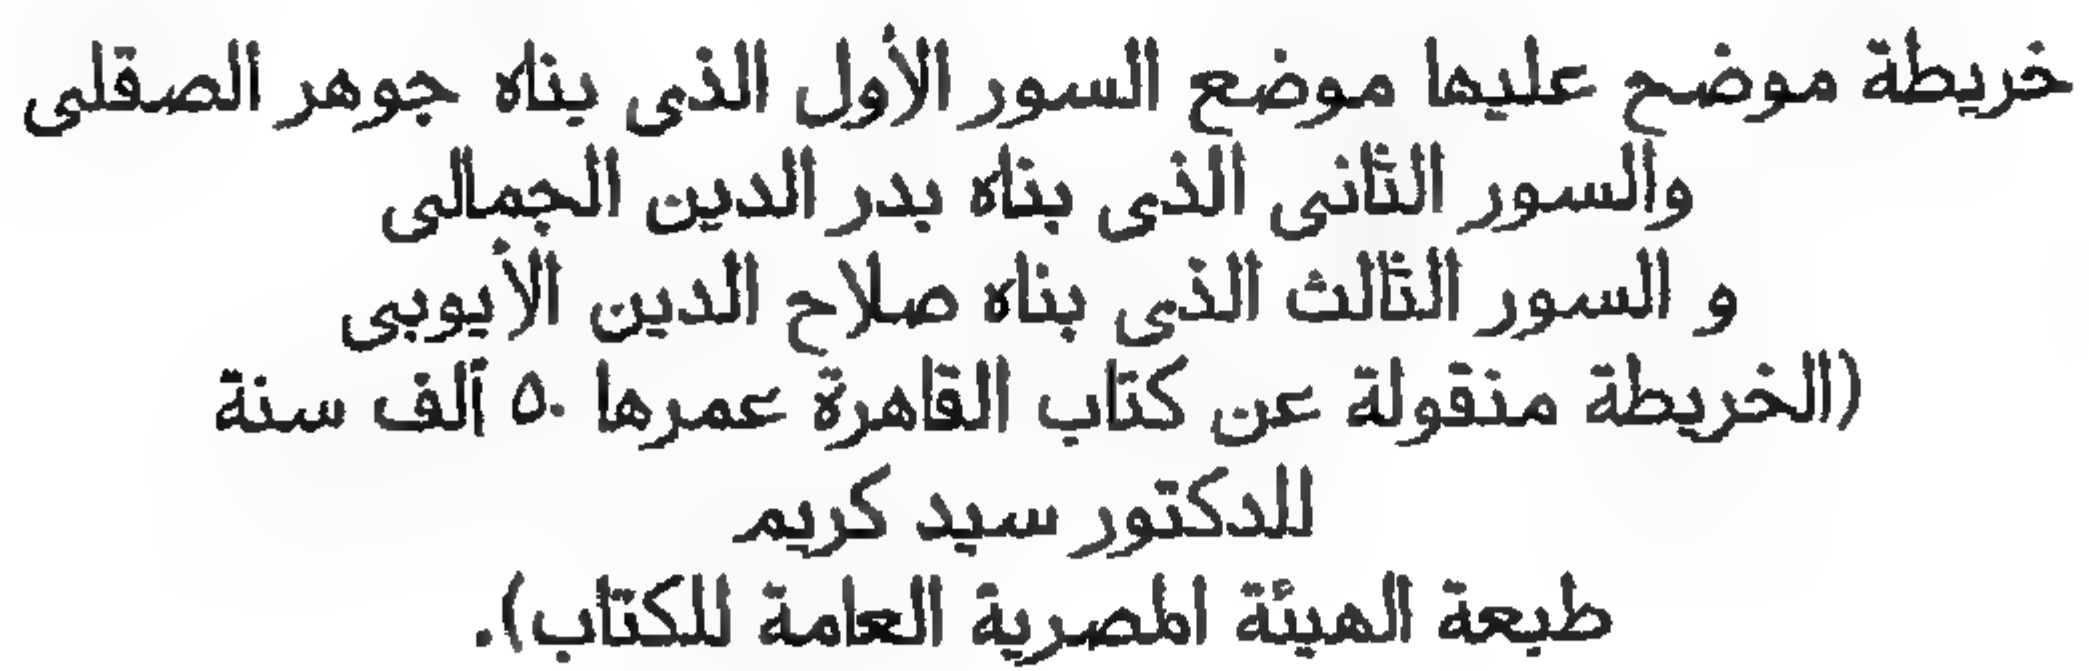 خريطة موضح عليها موضع السور الأول الذى بناه جوهر الصقلى
والسور الثانى الذى بناه بدر الدين الجمالى
و السور الثالث الذى بناه صلاح الدين الأيوبى
(الخريطة منقولة عن كتاب القاهرة عمرها ٥٠ ألف سنة
للدكتور سيد كريم
طبعة الهيئة المصرية العامة للكتاب).